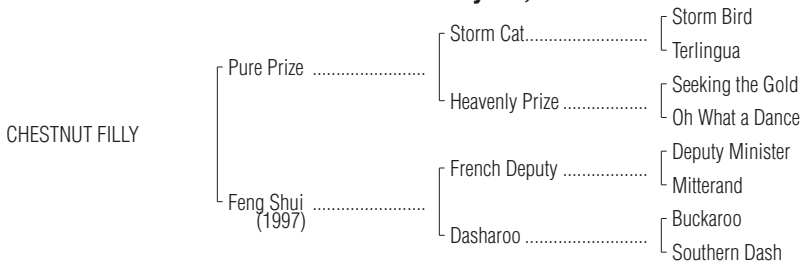 Storm Bird
Storm Cat..........................
Terlingua
Pure Prize ........................
Seeking the Gold
Heavenly Prize ..................
Oh What a Dance
CHESTNUT FILLY
Deputy Minister
French Deputy ..................
Mitterand
Feng Shui ........................
(1997)
Buckaroo
Dasharoo ..........................
Southern Dash